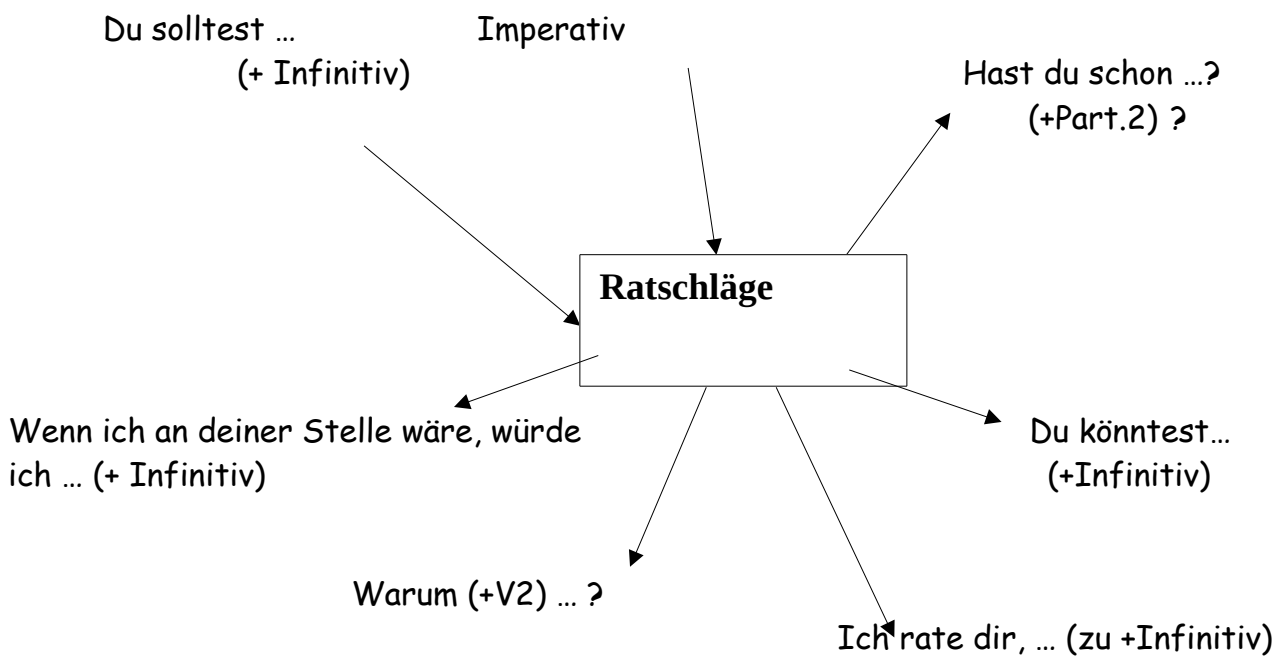 Du solltest …
(+ Infinitiv)
Imperativ
Hast du schon …?
(+Part.2) ?
Ratschläge
Wenn ich an deiner Stelle wäre, würde
ich … (+ Infinitiv)
Du könntest…
(+Infinitiv)
Warum (+V2) … ?
Ich rate dir, … (zu +Infinitiv)